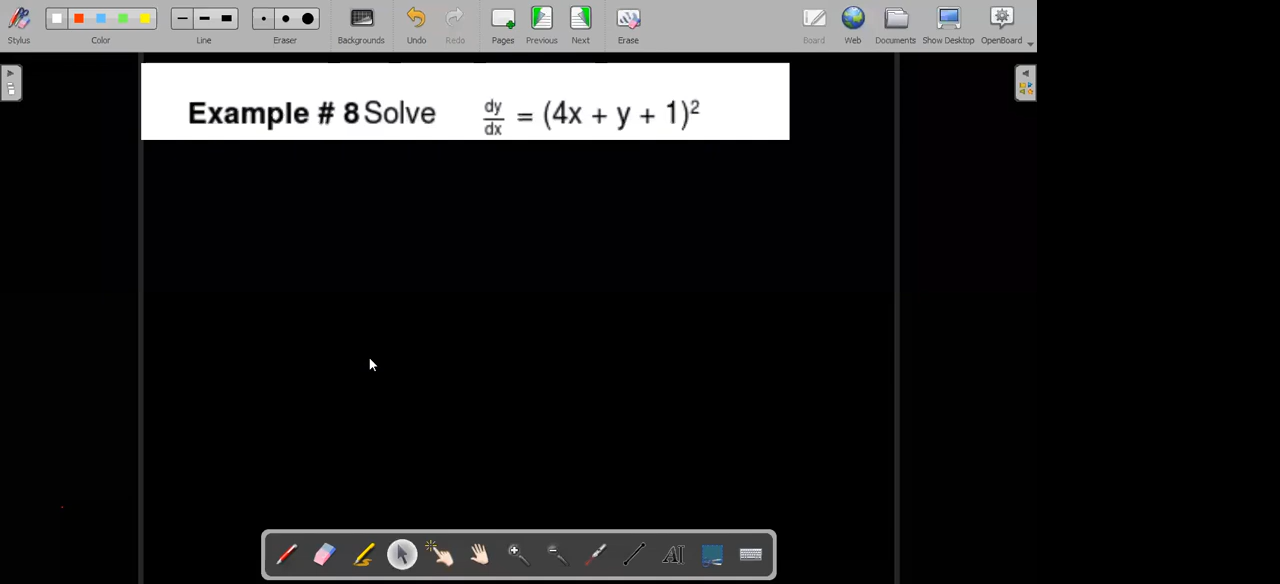 Stylus Color Line Eraser Backgrounds Undo Redo Pages Previous Next Erase Board Web Documents Show Desktop OpenBoard
Example # 8 Solve dy/dx = (4x + y + 1)²
AI